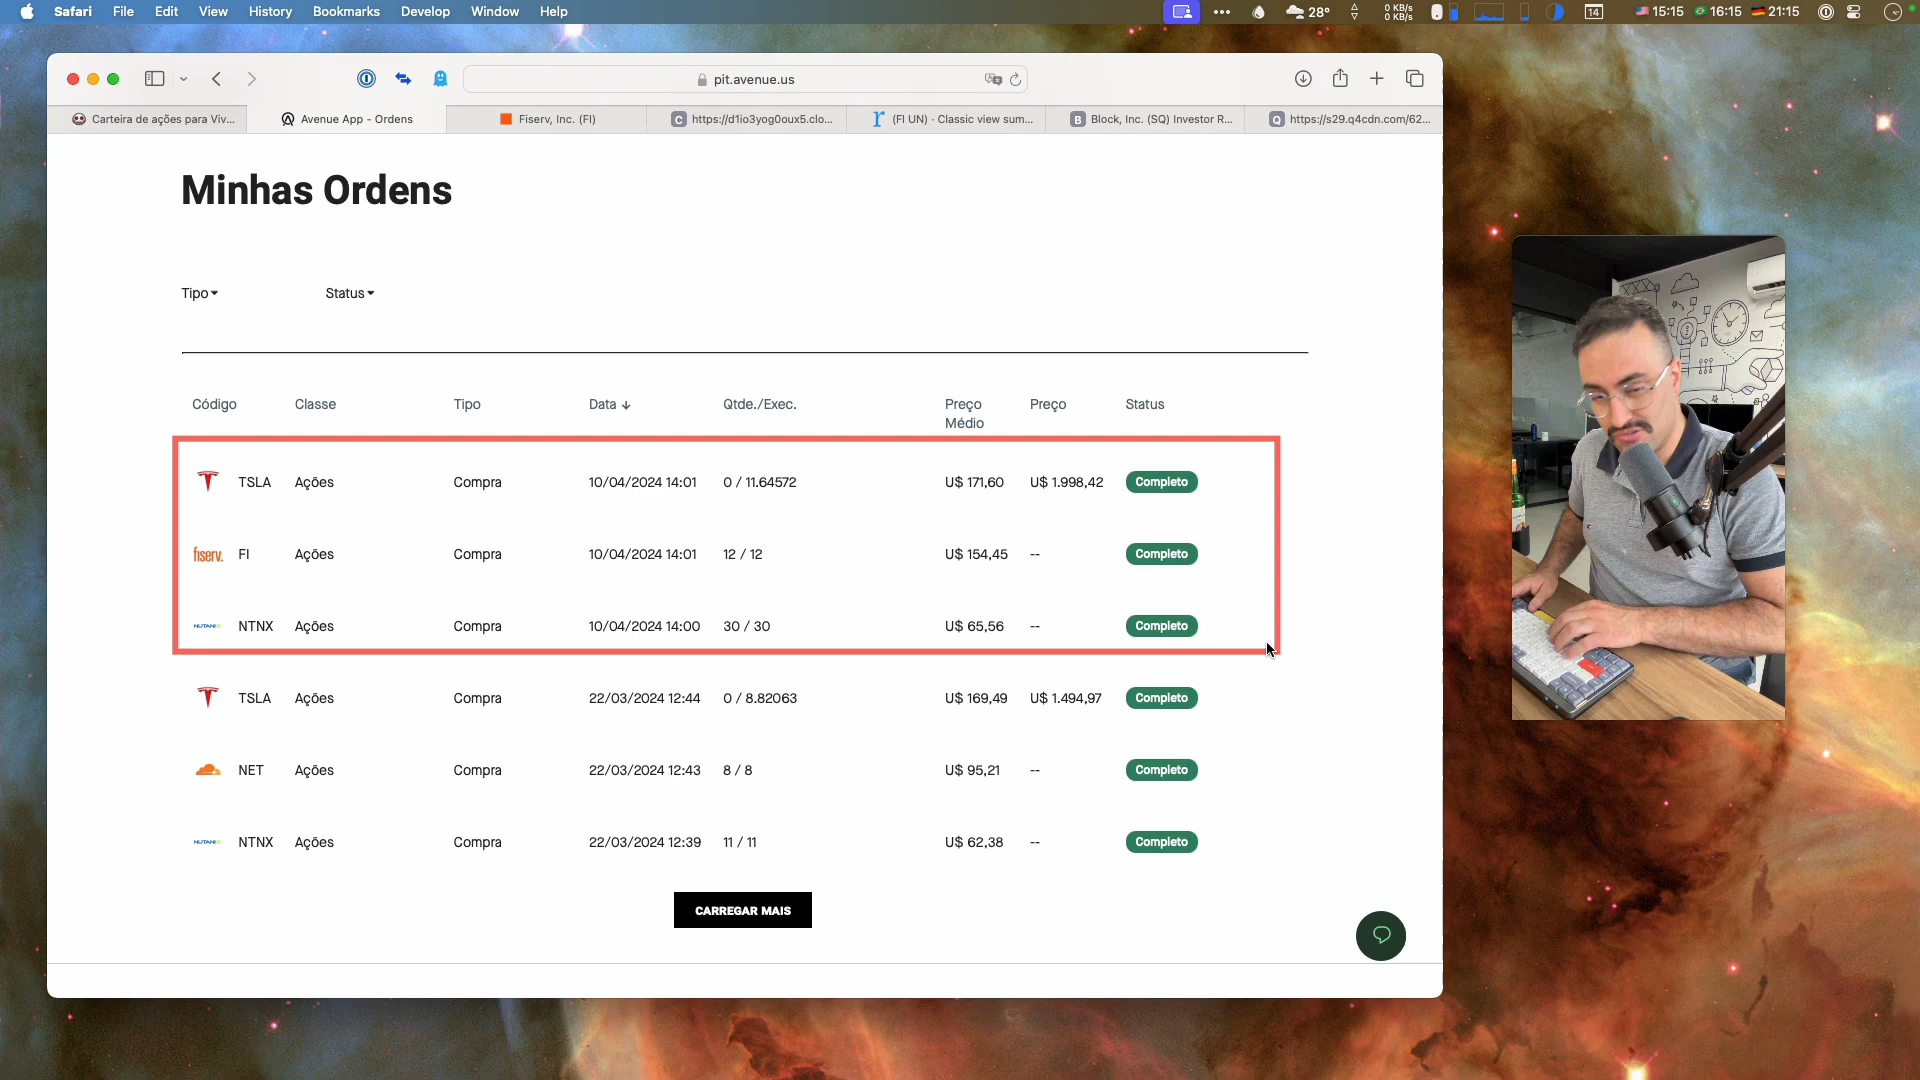 Safari File Edit View History Bookmarks Develop Window Help
28°
0 KB/s
0 KB/s
14
15:15 16:15 21:15
pit.avenue.us
Carteira de ações para Viv...
Avenue App - Ordens
Fiserv, Inc. (FI)
C https://d1io3yog0oux5.clo...
r (FI UN) · Classic view sum...
B Block, Inc. (SQ) Investor R...
Q https://s29.q4cdn.com/62...
Minhas Ordens
Tipo Status
Código Classe Tipo Data ↓ Qtde./Exec. Preço Médio Preço Status
TSLA Ações Compra 10/04/2024 14:01 0 / 11.64572 U$ 171,60 U$ 1.998,42 Completo
fiserv. FI Ações Compra 10/04/2024 14:01 12 / 12 U$ 154,45 -- Completo
NUTANIX NTNX Ações Compra 10/04/2024 14:00 30 / 30 U$ 65,56 -- Completo
TSLA Ações Compra 22/03/2024 12:44 0 / 8.82063 U$ 169,49 U$ 1.494,97 Completo
NET Ações Compra 22/03/2024 12:43 8 / 8 U$ 95,21 -- Completo
NUTANIX NTNX Ações Compra 22/03/2024 12:39 11 / 11 U$ 62,38 -- Completo
CARREGAR MAIS